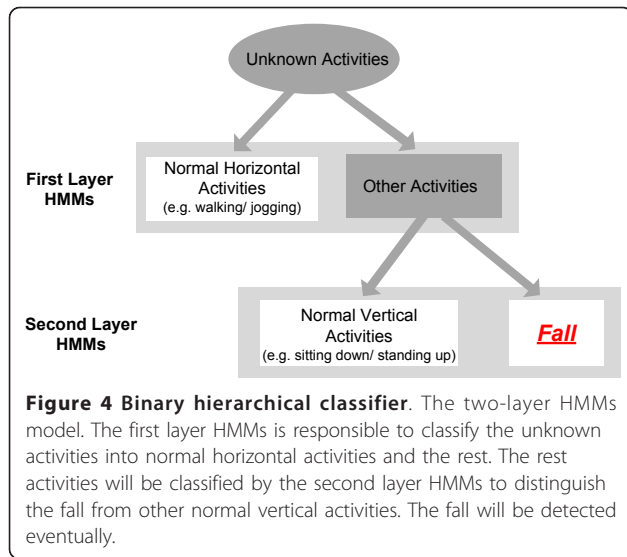 Unknown Activities
First Layer
HMMs
Normal Horizontal
Activities
(e.g. walking/ jogging)
Other Activities
Second Layer
HMMs
Normal Vertical
Activities
(e.g. sitting down/ standing up)
Fall
Figure 4 Binary hierarchical classifier. The two-layer HMMs
model. The first layer HMMs is responsible to classify the unknown
activities into normal horizontal activities and the rest. The rest
activities will be classified by the second layer HMMs to distinguish
the fall from other normal vertical activities. The fall will be detected
eventually.